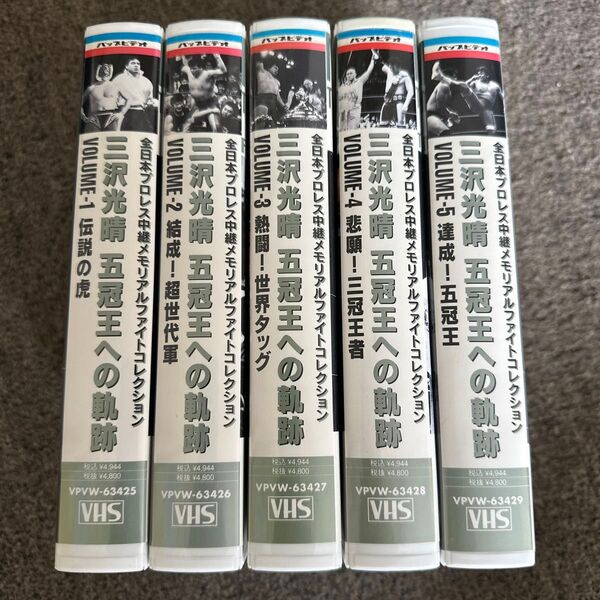 バップビデオ
全日本プロレス中継メモリアルファイトコレクション
三沢光晴 五冠王への軌跡
VOLUME-1 伝説の虎
税込 ¥4,944
税抜 ¥4,800
VPVW-63425
VHS
バップビデオ
全日本プロレス中継メモリアルファイトコレクション
三沢光晴 五冠王への軌跡
VOLUME-2 結成!超世代軍
税込 ¥4,944
税抜 ¥4,800
VPVW-63426
VHS
バップビデオ
全日本プロレス中継メモリアルファイトコレクション
三沢光晴 五冠王への軌跡
VOLUME-3 熱闘!世界タッグ
税込 ¥4,944
税抜 ¥4,800
VPVW-63427
VHS
バップビデオ
全日本プロレス中継メモリアルファイトコレクション
三沢光晴 五冠王への軌跡
VOLUME-4 悲願!三冠王者
税込 ¥4,944
税抜 ¥4,800
VPVW-63428
VHS
バップビデオ
全日本プロレス中継メモリアルファイトコレクション
三沢光晴 五冠王への軌跡
VOLUME-5 達成!五冠王
税込 ¥4,944
税抜 ¥4,800
VPVW-63429
VHS